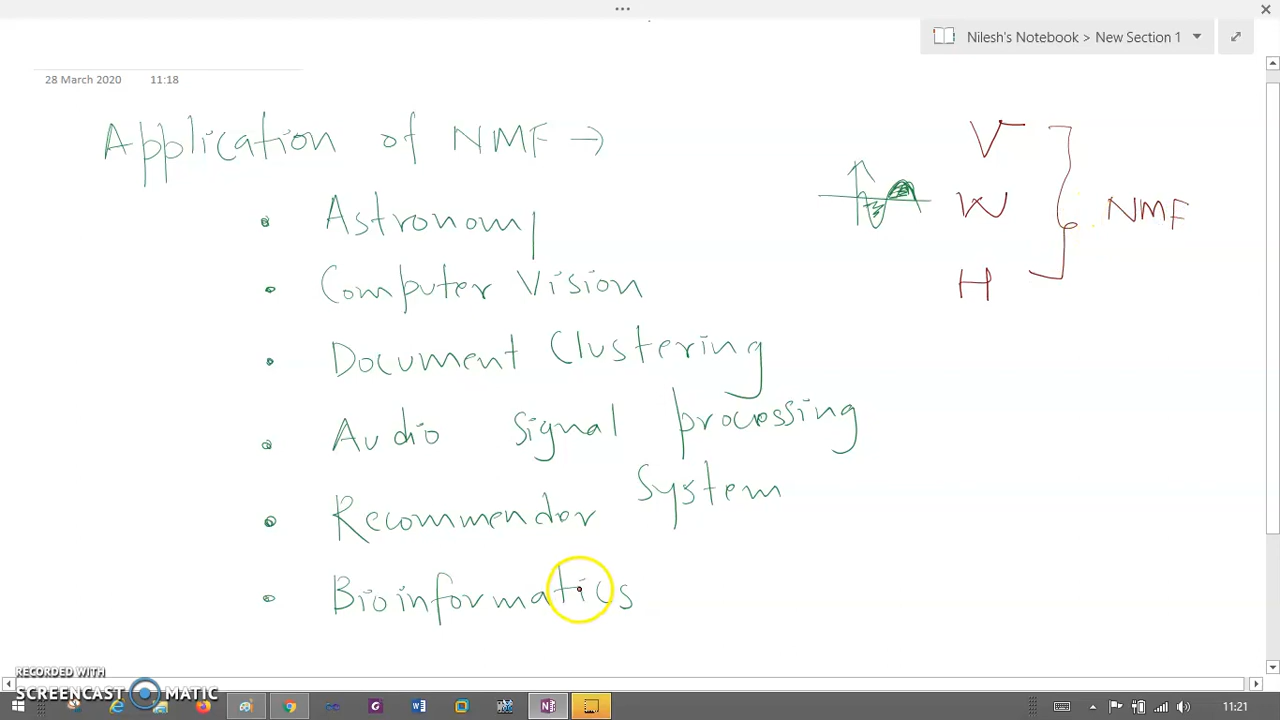 Nilesh's Notebook > New Section 1
28 March 2020 11:18
Application of NMF →
• Astronomy
• Computer Vision
• Document Clustering
• Audio signal processing
• Recommendor System
• Bioinformatics
V
W
H
NMF
RECORDED WITH
SCREENCAST-O-MATIC
11:21